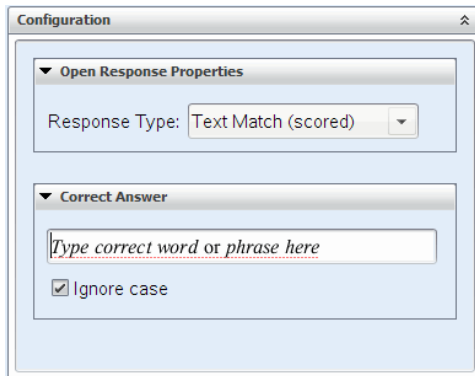 Configuration
Open Response Properties
Response Type: Text Match (scored)
Correct Answer
Type correct word or phrase here
Ignore case